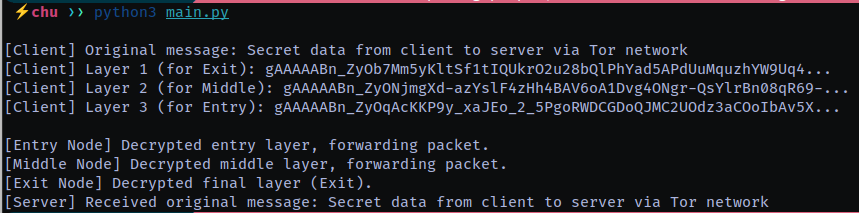 ⚡chu ❯❯ python3 main.py
[Client] Original message: Secret data from client to server via Tor network
[Client] Layer 1 (for Exit): gAAAAABn_ZyOb7Mm5yKltSf1tIQUkrO2u28bQlPhYad5APdUuMquzhYW9Uq4...
[Client] Layer 2 (for Middle): gAAAAABn_ZyONjmgXd-azYslF4zHh4BAV6oA1Dvg4ONgr-QsYlrBn08qR69-...
[Client] Layer 3 (for Entry): gAAAAABn_ZyOqAcKKP9y_xaJEo_2_5PgoRWDCGDoQJMC2UOdz3aCOoIbAv5X...
[Entry Node] Decrypted entry layer, forwarding packet.
[Middle Node] Decrypted middle layer, forwarding packet.
[Exit Node] Decrypted final layer (Exit).
[Server] Received original message: Secret data from client to server via Tor network